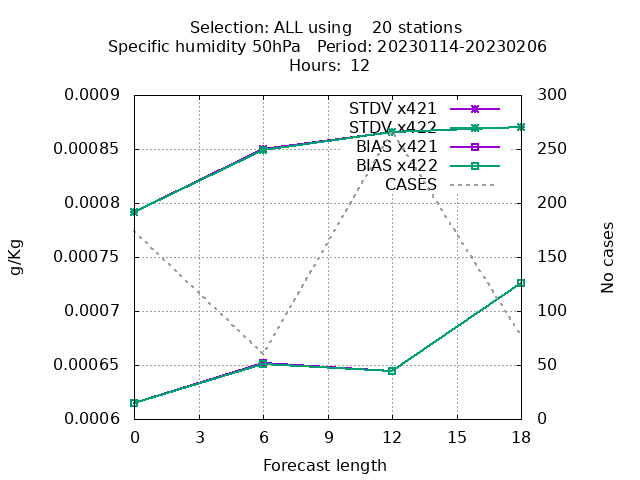 Selection: ALL using    20 stations
Specific humidity 50hPa   Period: 20230114-20230206
Hours: 12
0.0009
0.00085
0.0008
0.00075
0.0007
0.00065
0.0006
g/Kg
STDV x421
STDV x422
BIAS x421
BIAS x422
CASES
300
250
200
150
100
50
0
No cases
0 3 6 9 12 15 18
Forecast length